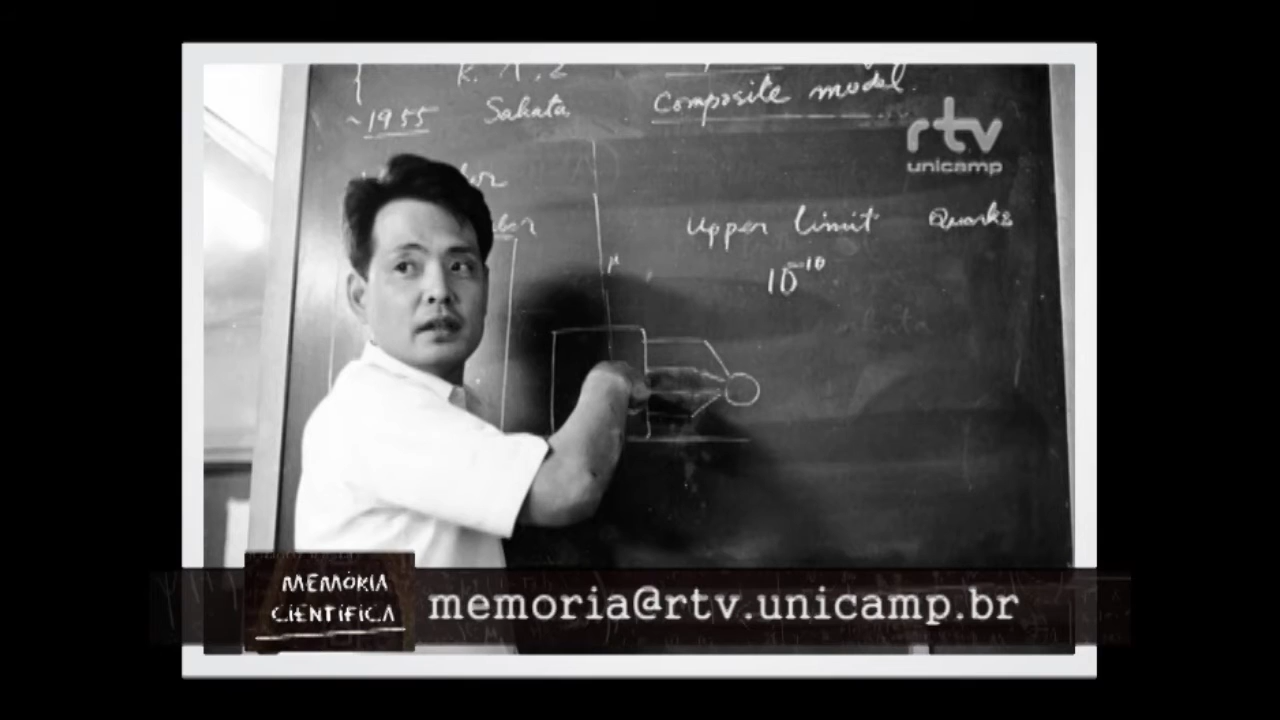 Composite model.
~1955 Sakata
rtv
unicamp
Upper limit Quarks
10⁻¹⁰
μ
MEMÓRIA
CIENTÍFICA
memoria@rtv.unicamp.br